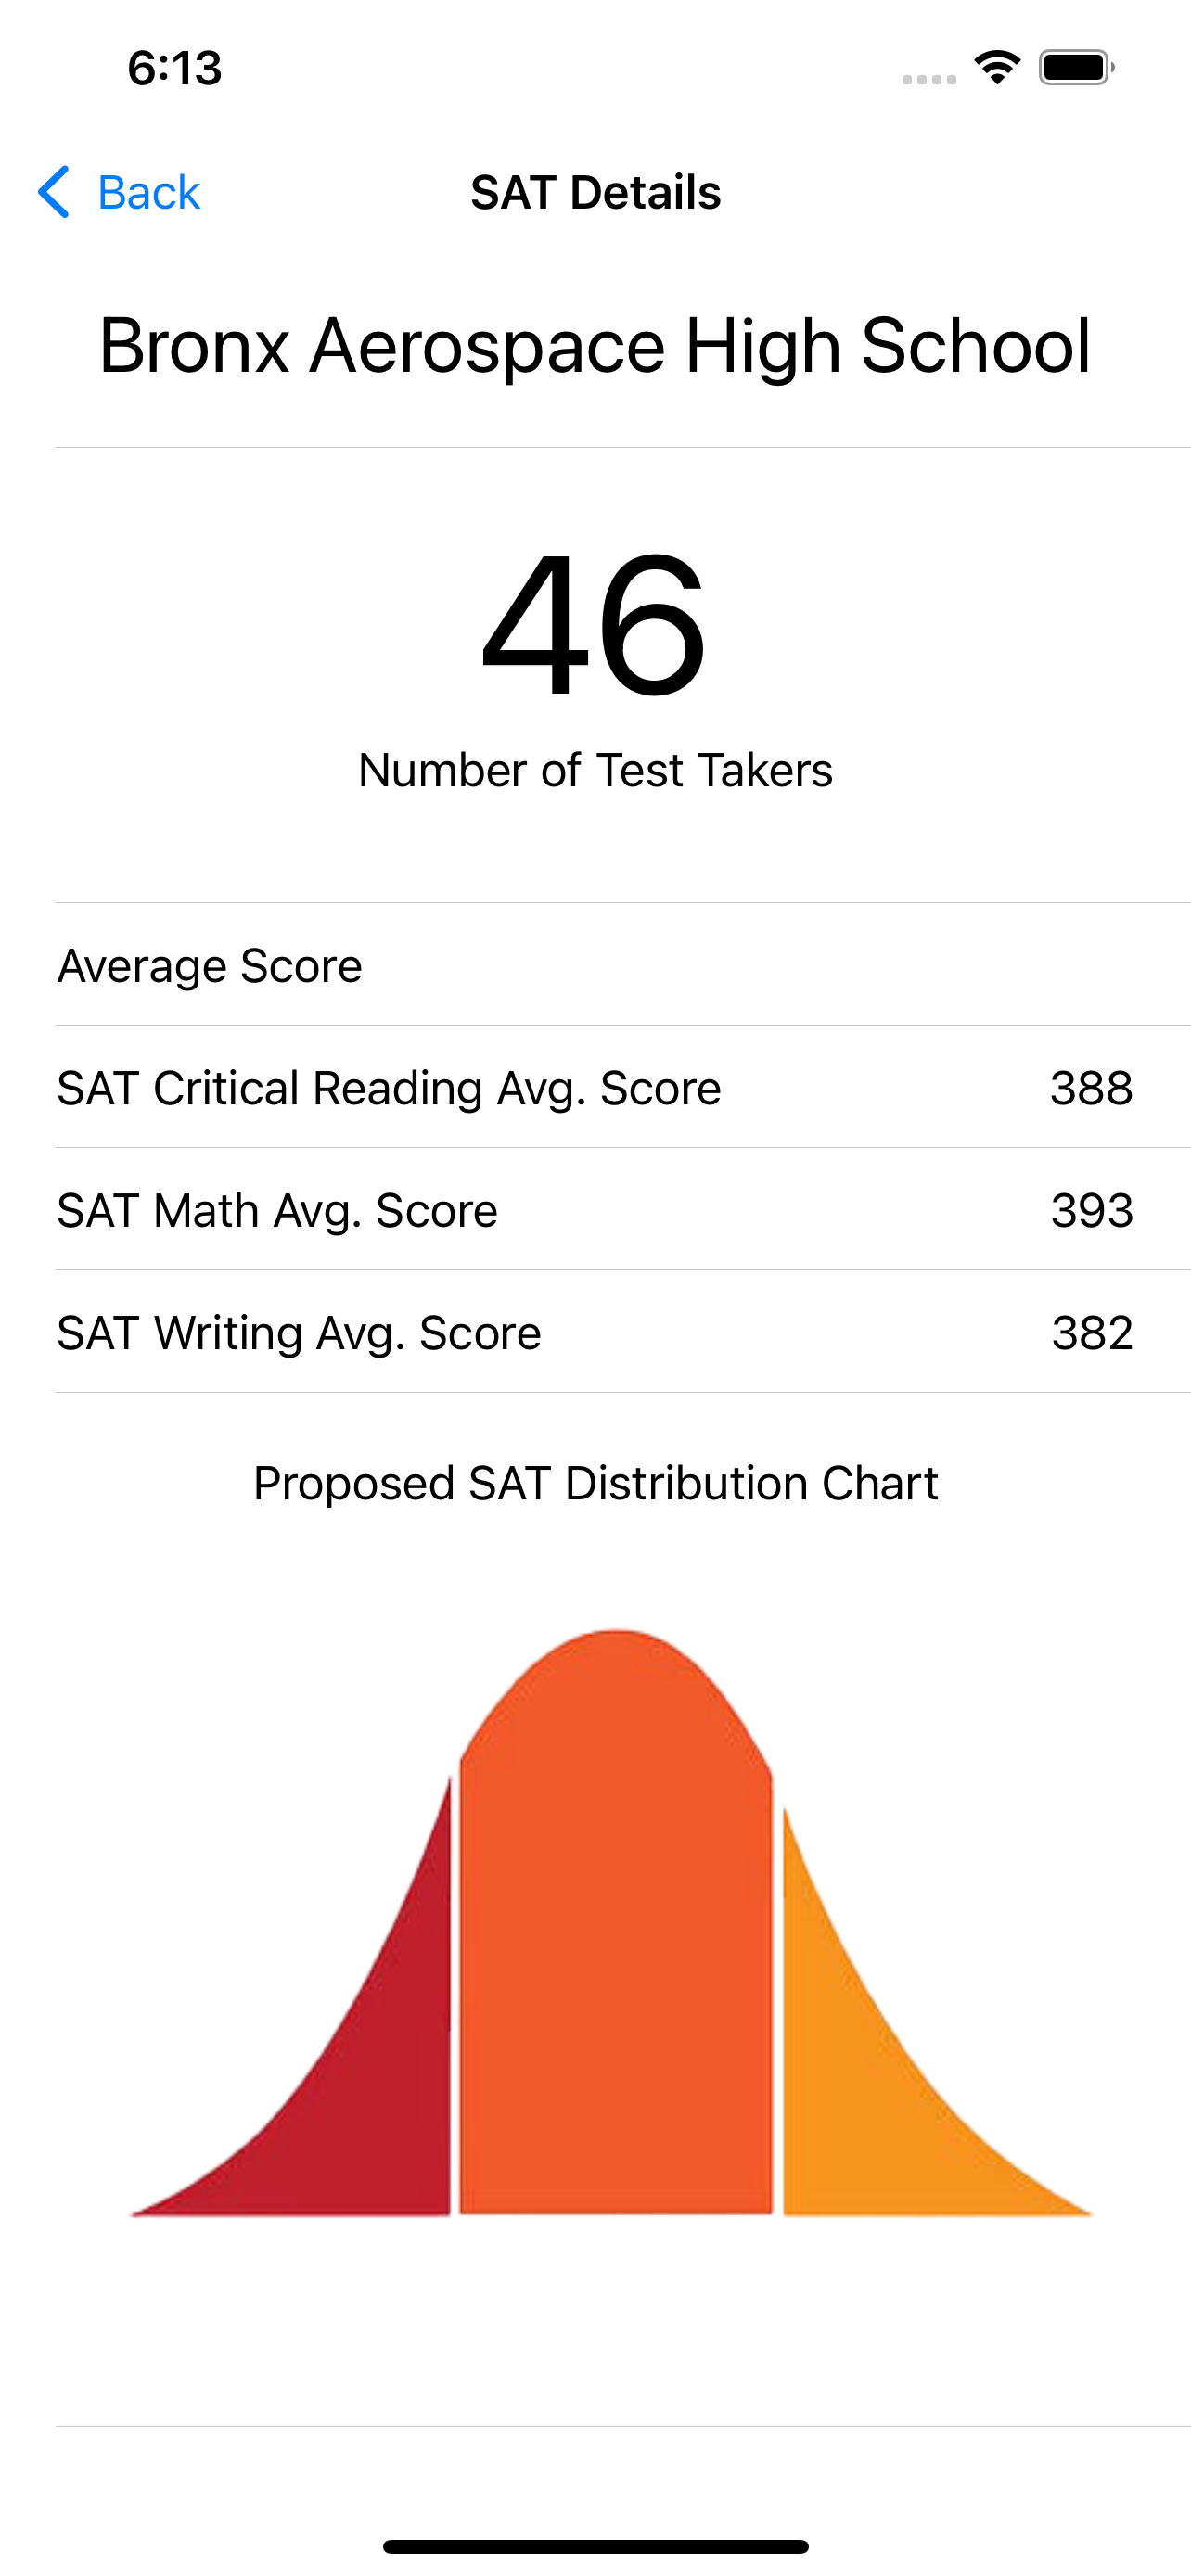 6:13
Back
SAT Details
Bronx Aerospace High School
46
Number of Test Takers
Average Score
SAT Critical Reading Avg. Score 388
SAT Math Avg. Score 393
SAT Writing Avg. Score 382
Proposed SAT Distribution Chart